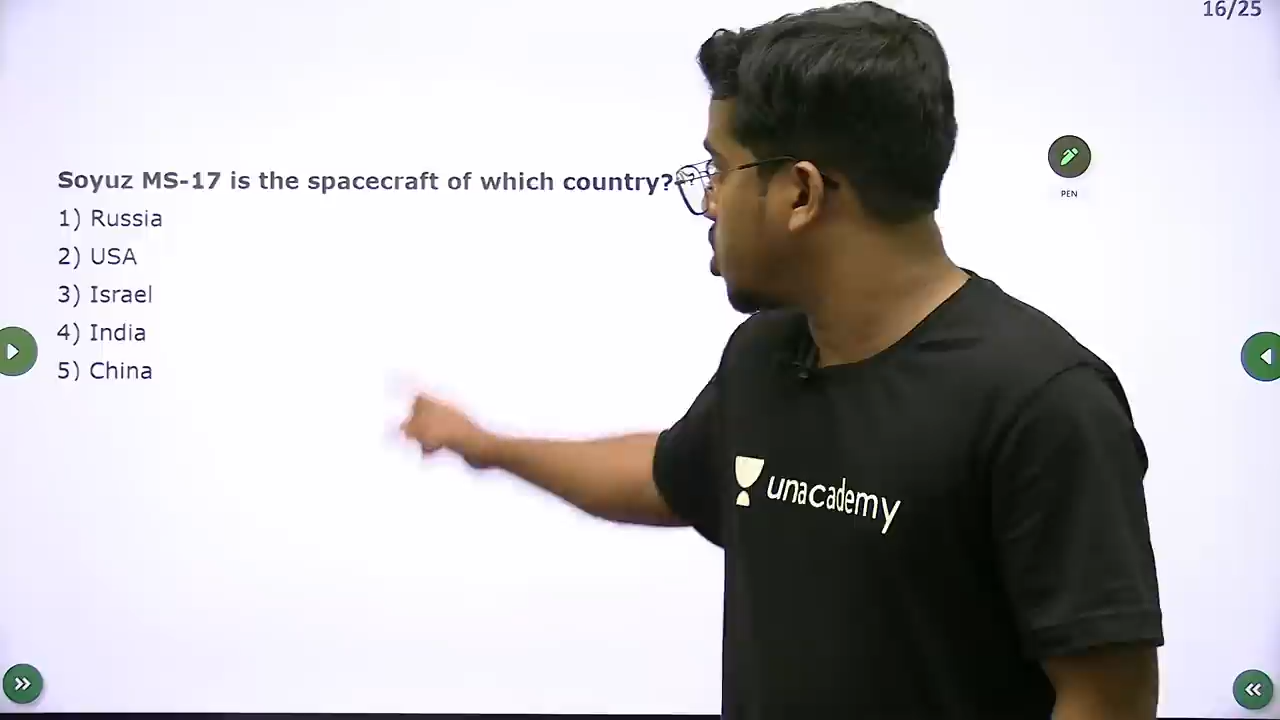 16/25
Soyuz MS-17 is the spacecraft of which country?
1) Russia
2) USA
3) Israel
4) India
5) China
PEN
unacademy